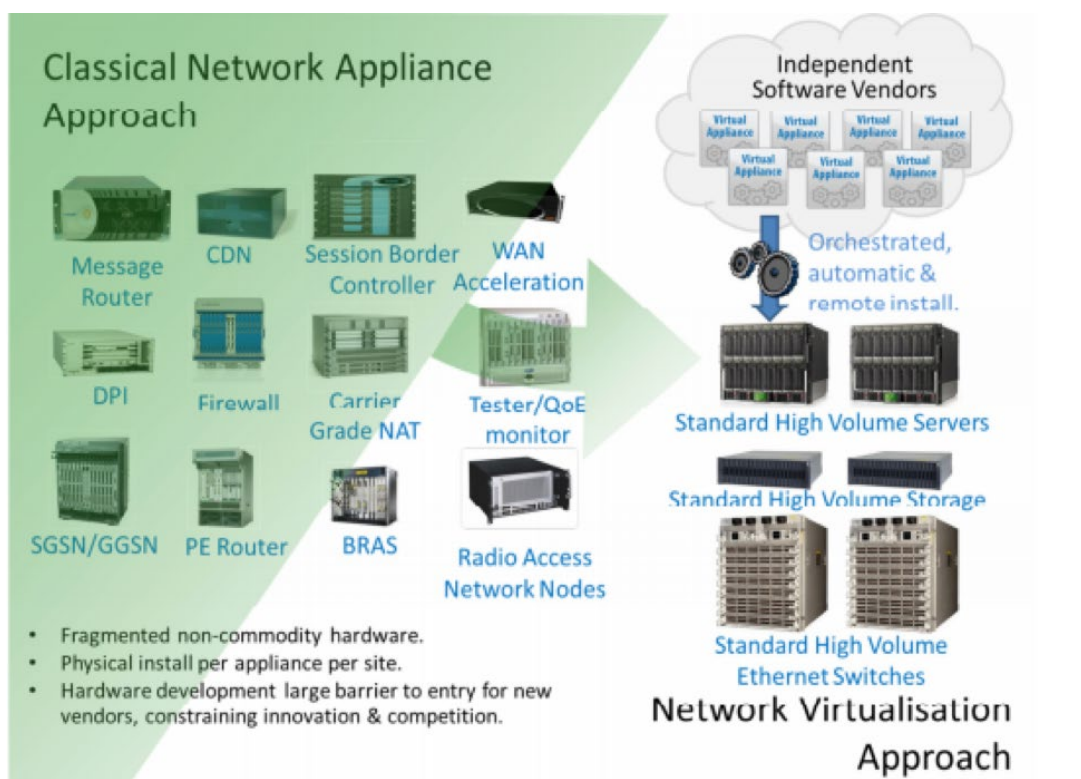 Classical Network Appliance
Approach
Message
Router
CDN
Session Border
Controller
WAN
Acceleration
DPI
Firewall
Carrier
Grade NAT
Tester/QoE
monitor
SGSN/GGSN
PE Router
BRAS
Radio Access
Network Nodes
• Fragmented non-commodity hardware.
• Physical install per appliance per site.
• Hardware development large barrier to entry for new
vendors, constraining innovation & competition.
Independent
Software Vendors
Virtual
Appliance
Virtual
Appliance
Virtual
Appliance
Virtual
Appliance
Virtual
Appliance
Virtual
Appliance
Virtual
Appliance
Orchestrated,
automatic &
remote install.
Standard High Volume Servers
Standard High Volume Storage
Standard High Volume
Ethernet Switches
Network Virtualisation
Approach